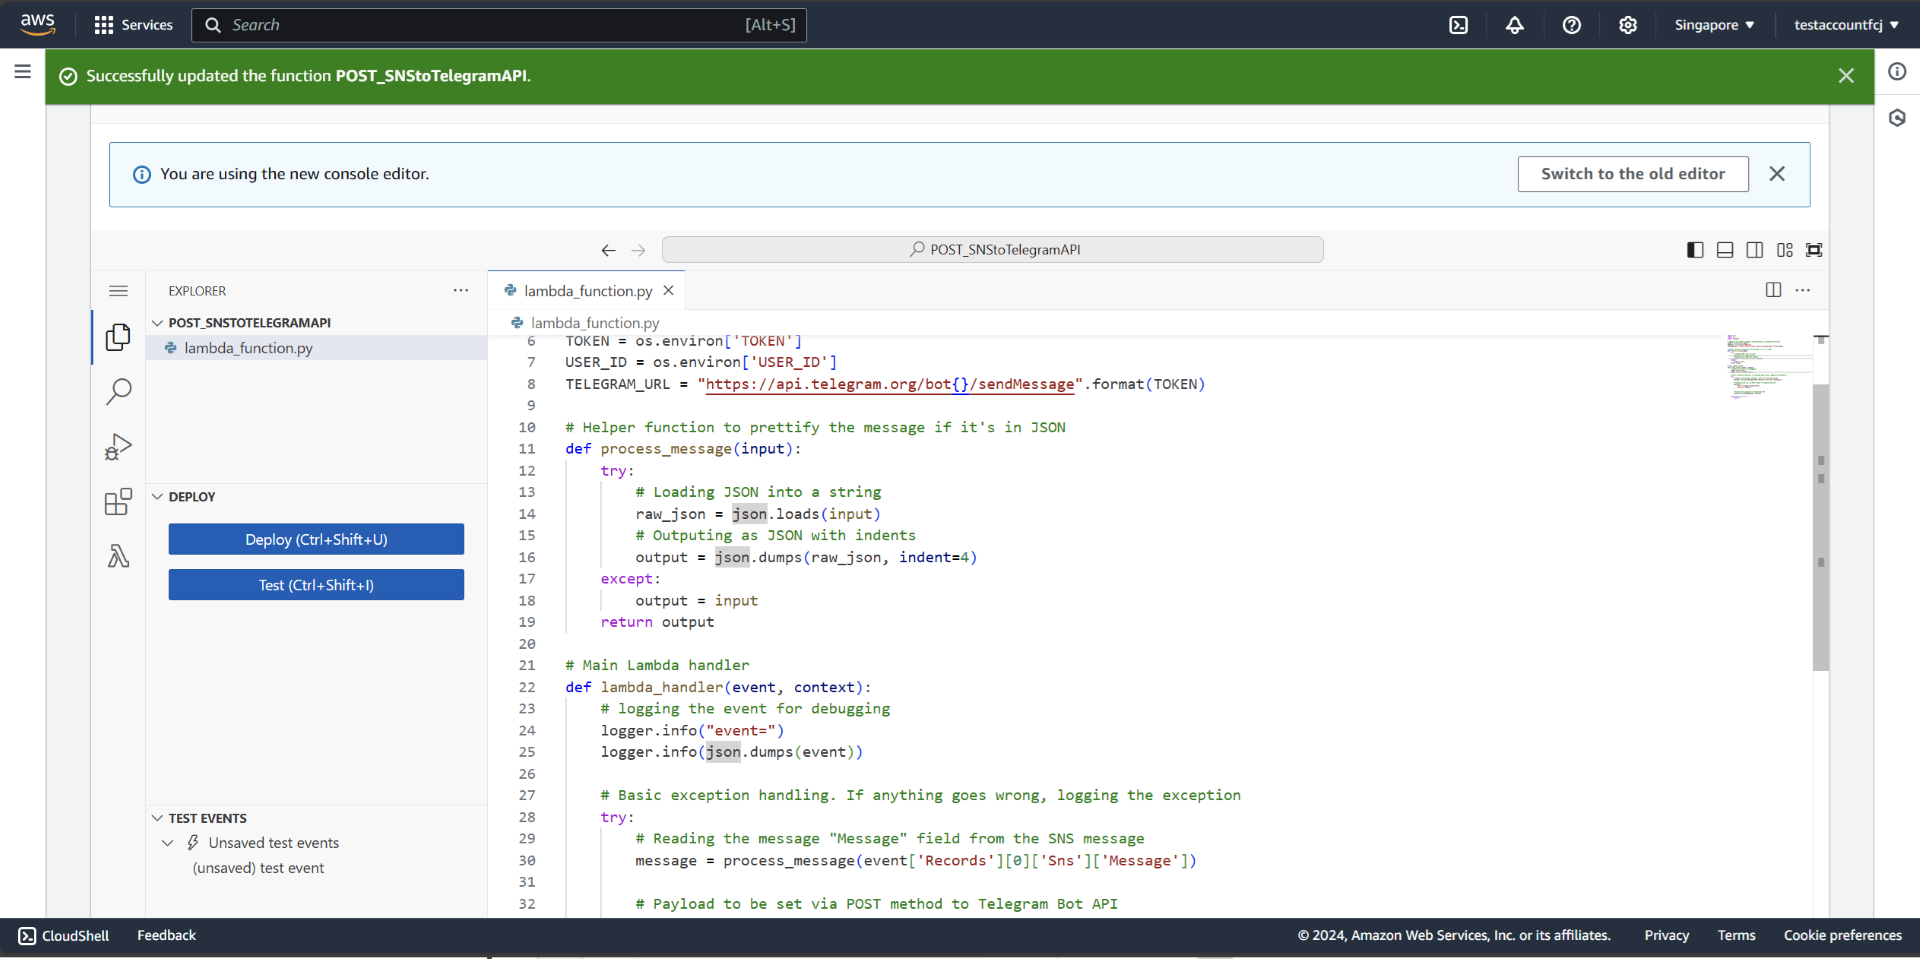 aws
Services
Search
[Alt+S]
Singapore ▼
testaccountfcj ▼
Successfully updated the function POST_SNStoTelegramAPI.
You are using the new console editor.
Switch to the old editor
POST_SNStoTelegramAPI
EXPLORER
POST_SNSTOTELEGRAMAPI
lambda_function.py
DEPLOY
Deploy (Ctrl+Shift+U)
Test (Ctrl+Shift+I)
TEST EVENTS
Unsaved test events
(unsaved) test event
lambda_function.py
lambda_function.py
6 TOKEN = os.environ['TOKEN']
7 USER_ID = os.environ['USER_ID']
8 TELEGRAM_URL = "https://api.telegram.org/bot{}/sendMessage".format(TOKEN)
9
10 # Helper function to prettify the message if it's in JSON
11 def process_message(input):
12     try:
13         # Loading JSON into a string
14         raw_json = json.loads(input)
15         # Outputing as JSON with indents
16         output = json.dumps(raw_json, indent=4)
17     except:
18         output = input
19     return output
20
21 # Main Lambda handler
22 def lambda_handler(event, context):
23     # logging the event for debugging
24     logger.info("event=")
25     logger.info(json.dumps(event))
26
27     # Basic exception handling. If anything goes wrong, logging the exception
28     try:
29         # Reading the message "Message" field from the SNS message
30         message = process_message(event['Records'][0]['Sns']['Message'])
31
32         # Payload to be set via POST method to Telegram Bot API
CloudShell
Feedback
© 2024, Amazon Web Services, Inc. or its affiliates.
Privacy
Terms
Cookie preferences